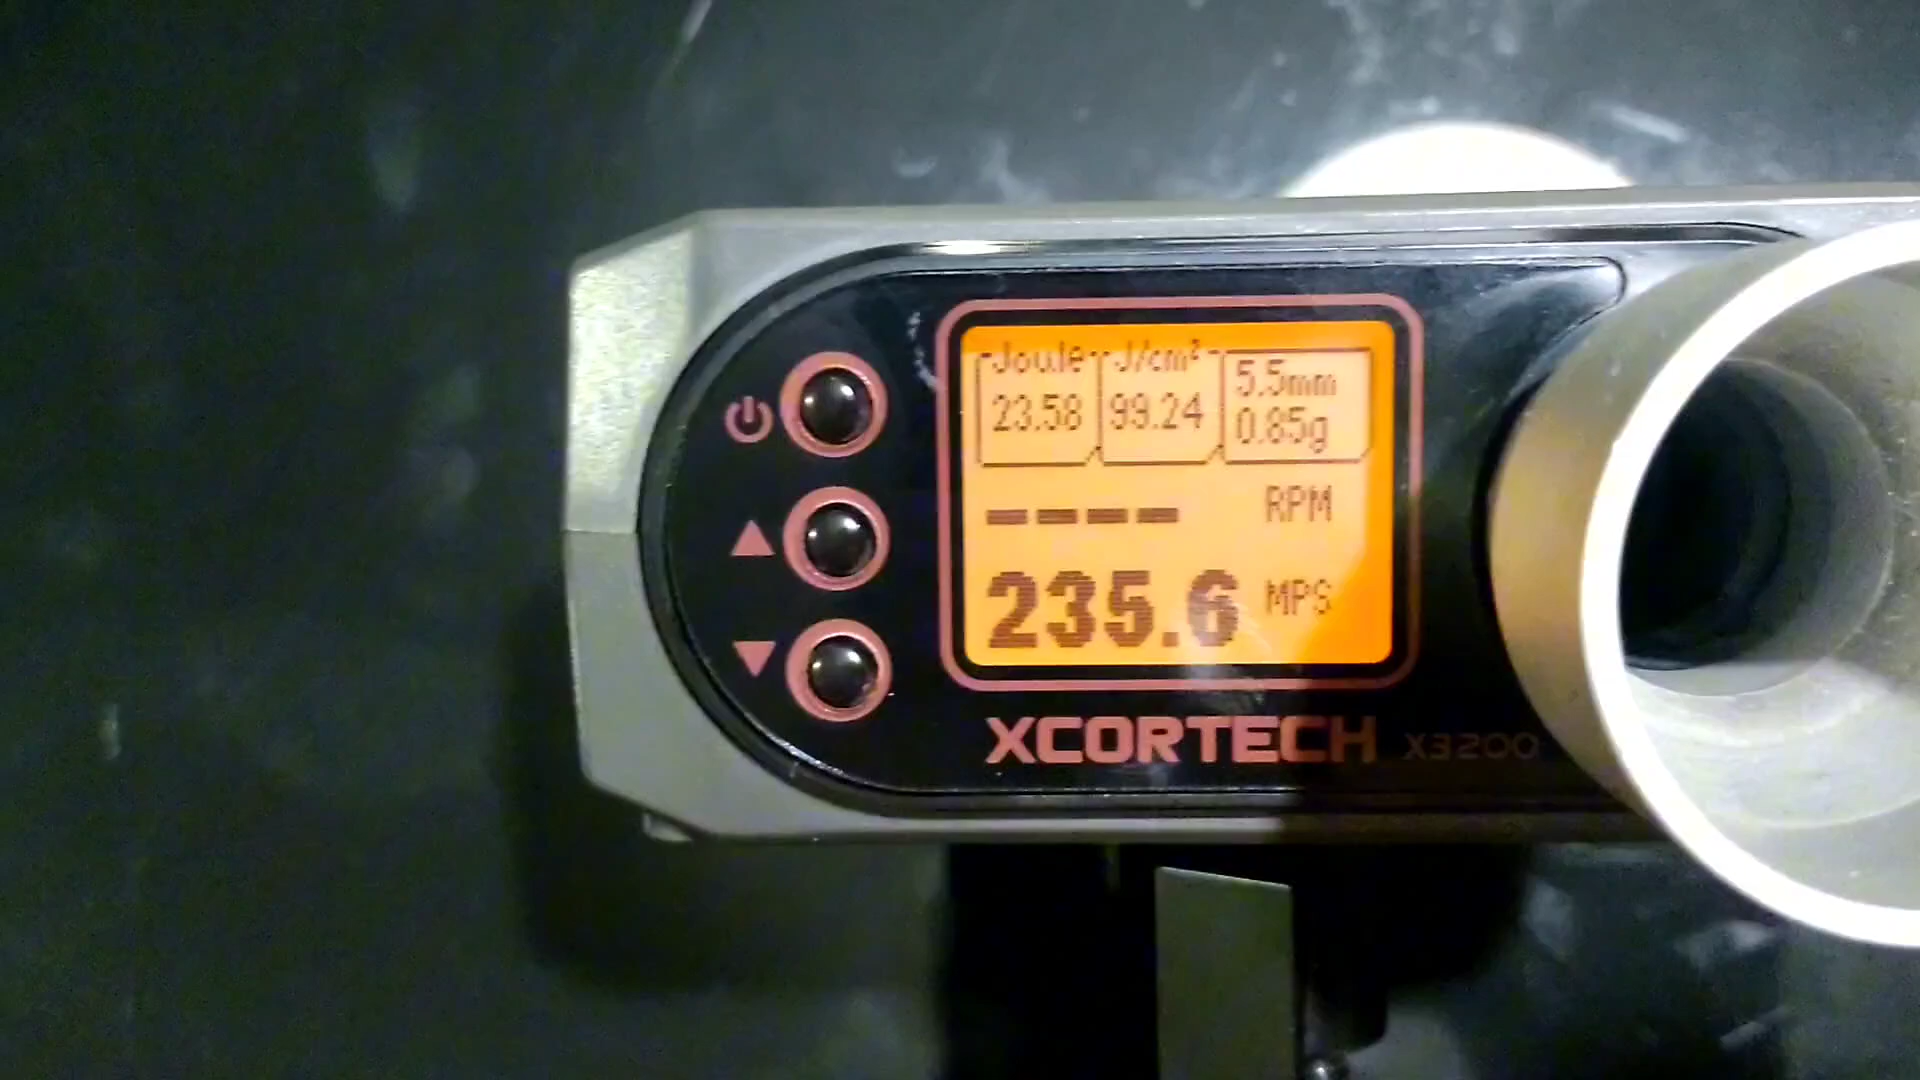 Joule J/cm² 5.5mm
23.58 99.24 0.85g
---- RPM
235.6 MPS
XCORTECH X3200